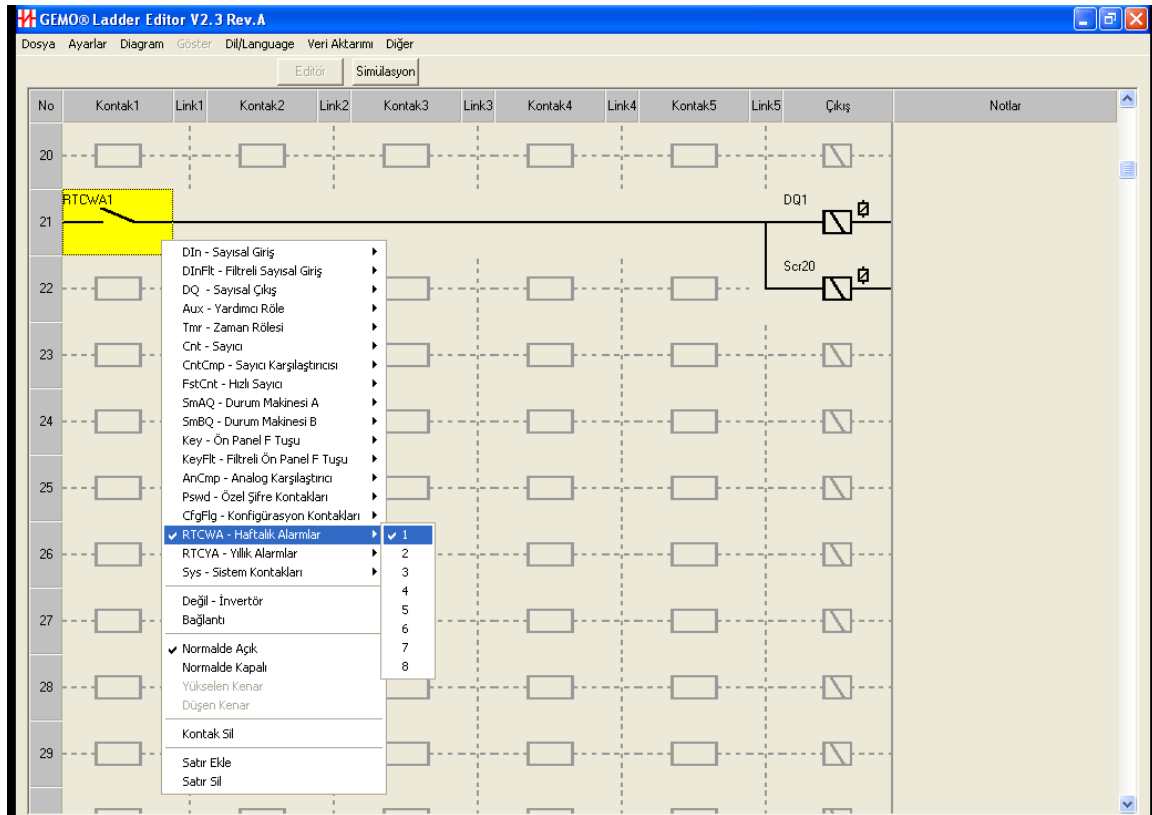 GEMO® Ladder Editor V2.3 Rev.A
Dosya Ayarlar Diagram Göster Dil/Language Veri Aktarımı Diğer
Editör Simülasyon
No Kontak1 Link1 Kontak2 Link2 Kontak3 Link3 Kontak4 Link4 Kontak5 Link5 Çıkış Notlar
20
RTCWA1 DQ1
21
Scr20
22
23
24
25
26
27
28
29
DIn - Sayısal Giriş
DInFlt - Filtreli Sayısal Giriş
DQ - Sayısal Çıkış
Aux - Yardımcı Röle
Tmr - Zaman Rölesi
Cnt - Sayıcı
CntCmp - Sayıcı Karşılaştırıcısı
FstCnt - Hızlı Sayıcı
SmAQ - Durum Makinesi A
SmBQ - Durum Makinesi B
Key - Ön Panel F Tuşu
KeyFlt - Filtreli Ön Panel F Tuşu
AnCmp - Analog Karşılaştırıcı
Pswd - Özel Şifre Kontakları
CfgFlg - Konfigürasyon Kontakları
RTCWA - Haftalık Alarmlar
RTCYA - Yıllık Alarmlar
Sys - Sistem Kontakları
Değil - İnvertör
Bağlantı
Normalde Açık
Normalde Kapalı
Yükselen Kenar
Düşen Kenar
Kontak Sil
Satır Ekle
Satır Sil
1
2
3
4
5
6
7
8